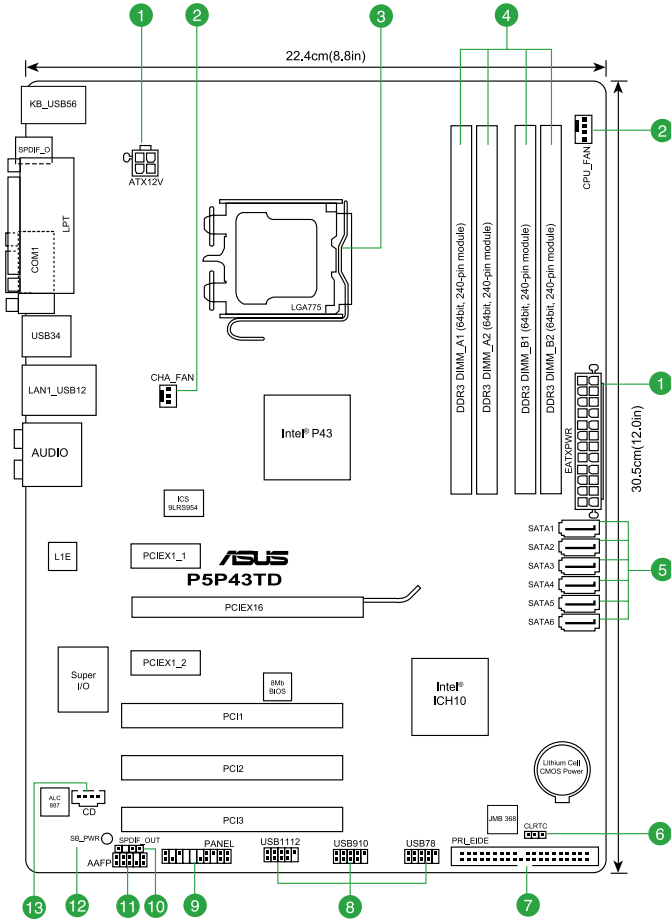 1
2
3
4
22.4cm(8.8in)
KB_USB56
SPDIF_O
ATX12V
CPU_FAN
2
LPT
COM1
LGA775
DDR3 DIMM_A1 (64bit, 240-pin module)
DDR3 DIMM_A2 (64bit, 240-pin module)
DDR3 DIMM_B1 (64bit, 240-pin module)
DDR3 DIMM_B2 (64bit, 240-pin module)
USB34
CHA_FAN
LAN1_USB12
1
EATXPWR
30.5cm(12.0in)
AUDIO
Intel® P43
ICS
9LRS954
SATA1
SATA2
SATA3
SATA4
SATA5
SATA6
5
L1E
PCIEX1_1
ASUS
P5P43TD
PCIEX16
PCIEX1_2
Super
I/O
8Mb
BIOS
Intel®
ICH10
PCI1
PCI2
PCI3
Lithium Cell
CMOS Power
13
ALC
887
CD
JMB 368
CLRTC
6
SB_PWR
SPDIF_OUT
AAFP
PANEL
USB1112
USB910
USB78
PRI_EIDE
12
11
10
9
8
7